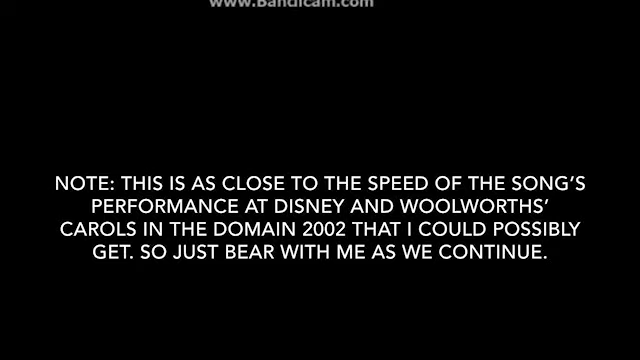 www.Bandicam.com
NOTE: THIS IS AS CLOSE TO THE SPEED OF THE SONG’S
PERFORMANCE AT DISNEY AND WOOLWORTHS’
CAROLS IN THE DOMAIN 2002 THAT I COULD POSSIBLY
GET. SO JUST BEAR WITH ME AS WE CONTINUE.